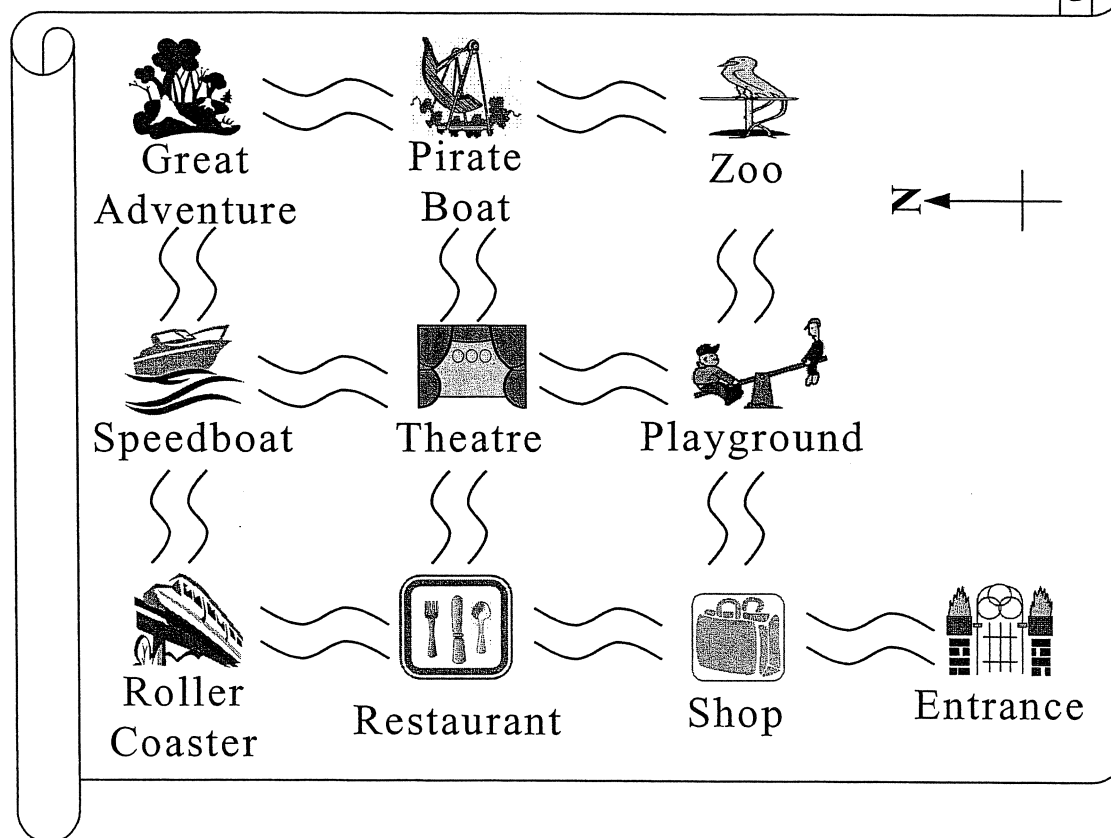 Great
Adventure
Pirate
Boat
Zoo
N
Speedboat
Theatre
Playground
Roller
Coaster
Restaurant
Shop
Entrance